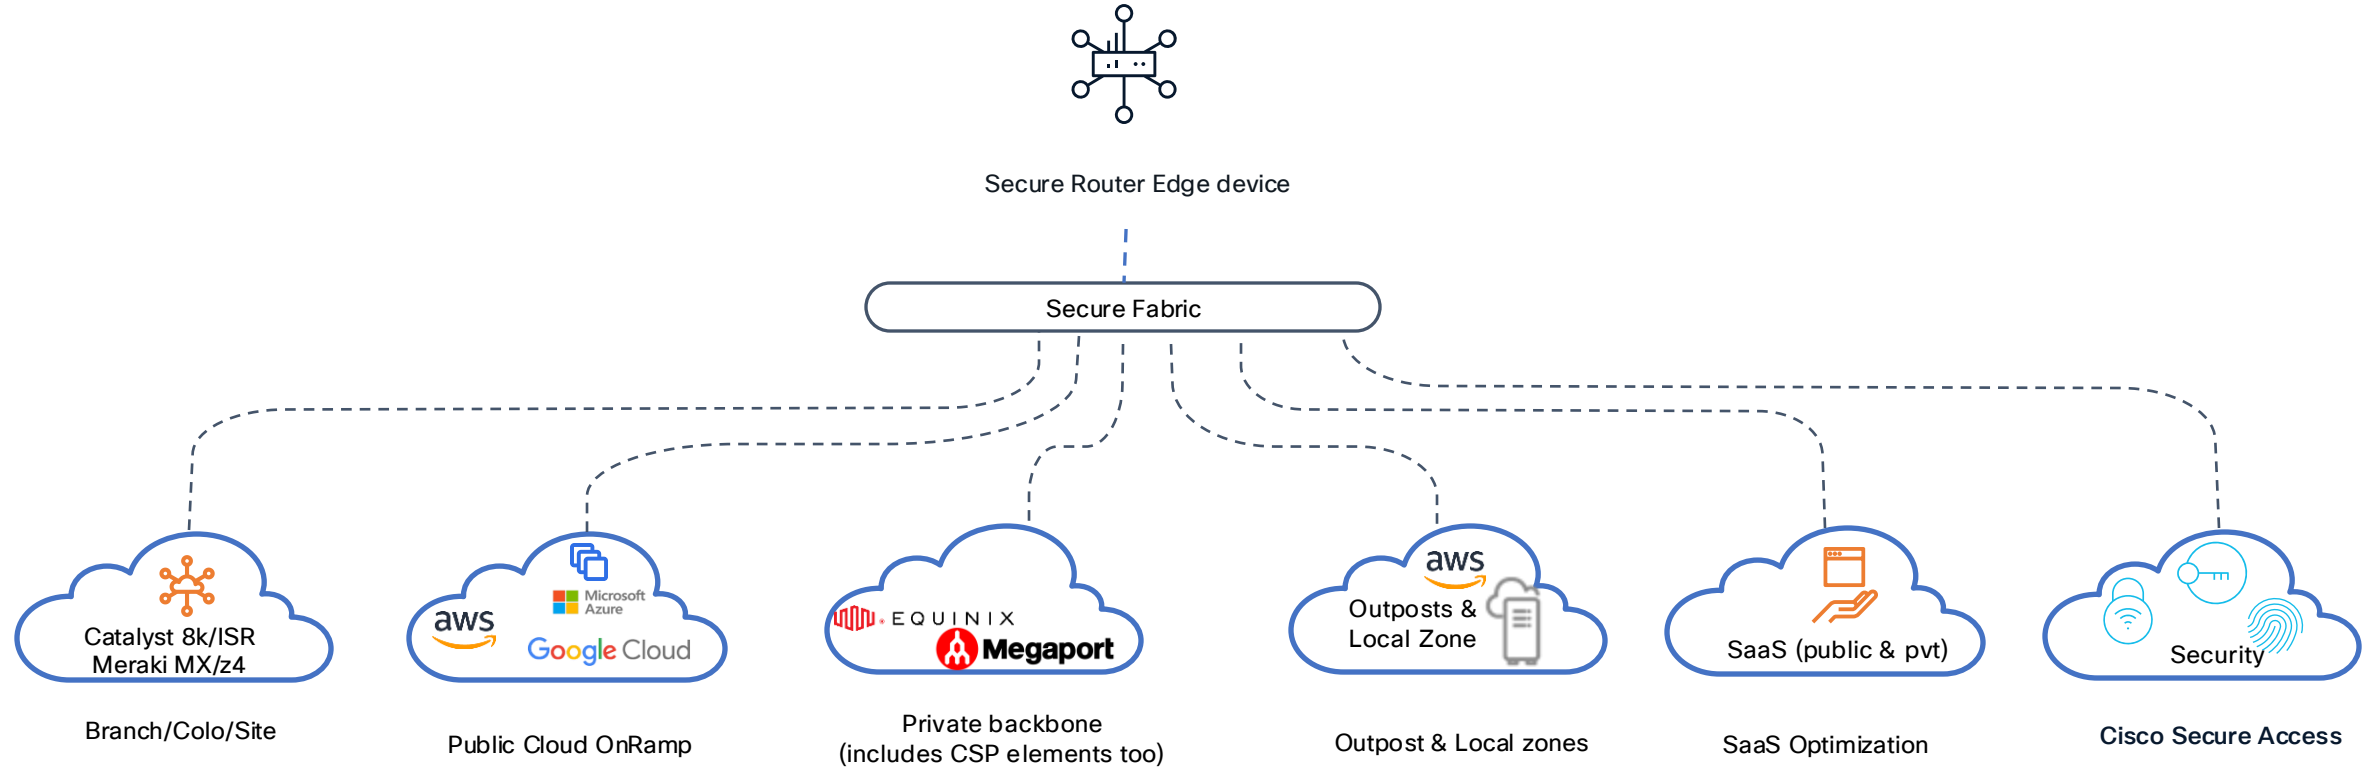 Secure Router Edge device
Secure Fabric
Catalyst 8k/ISR
Meraki MX/z4
Branch/Colo/Site
aws
Microsoft
Azure
Google Cloud
Public Cloud OnRamp
EQUINIX
Megaport
Private backbone
(includes CSP elements too)
aws
Outposts &
Local Zone
Outpost & Local zones
SaaS (public & pvt)
SaaS Optimization
Security
Cisco Secure Access